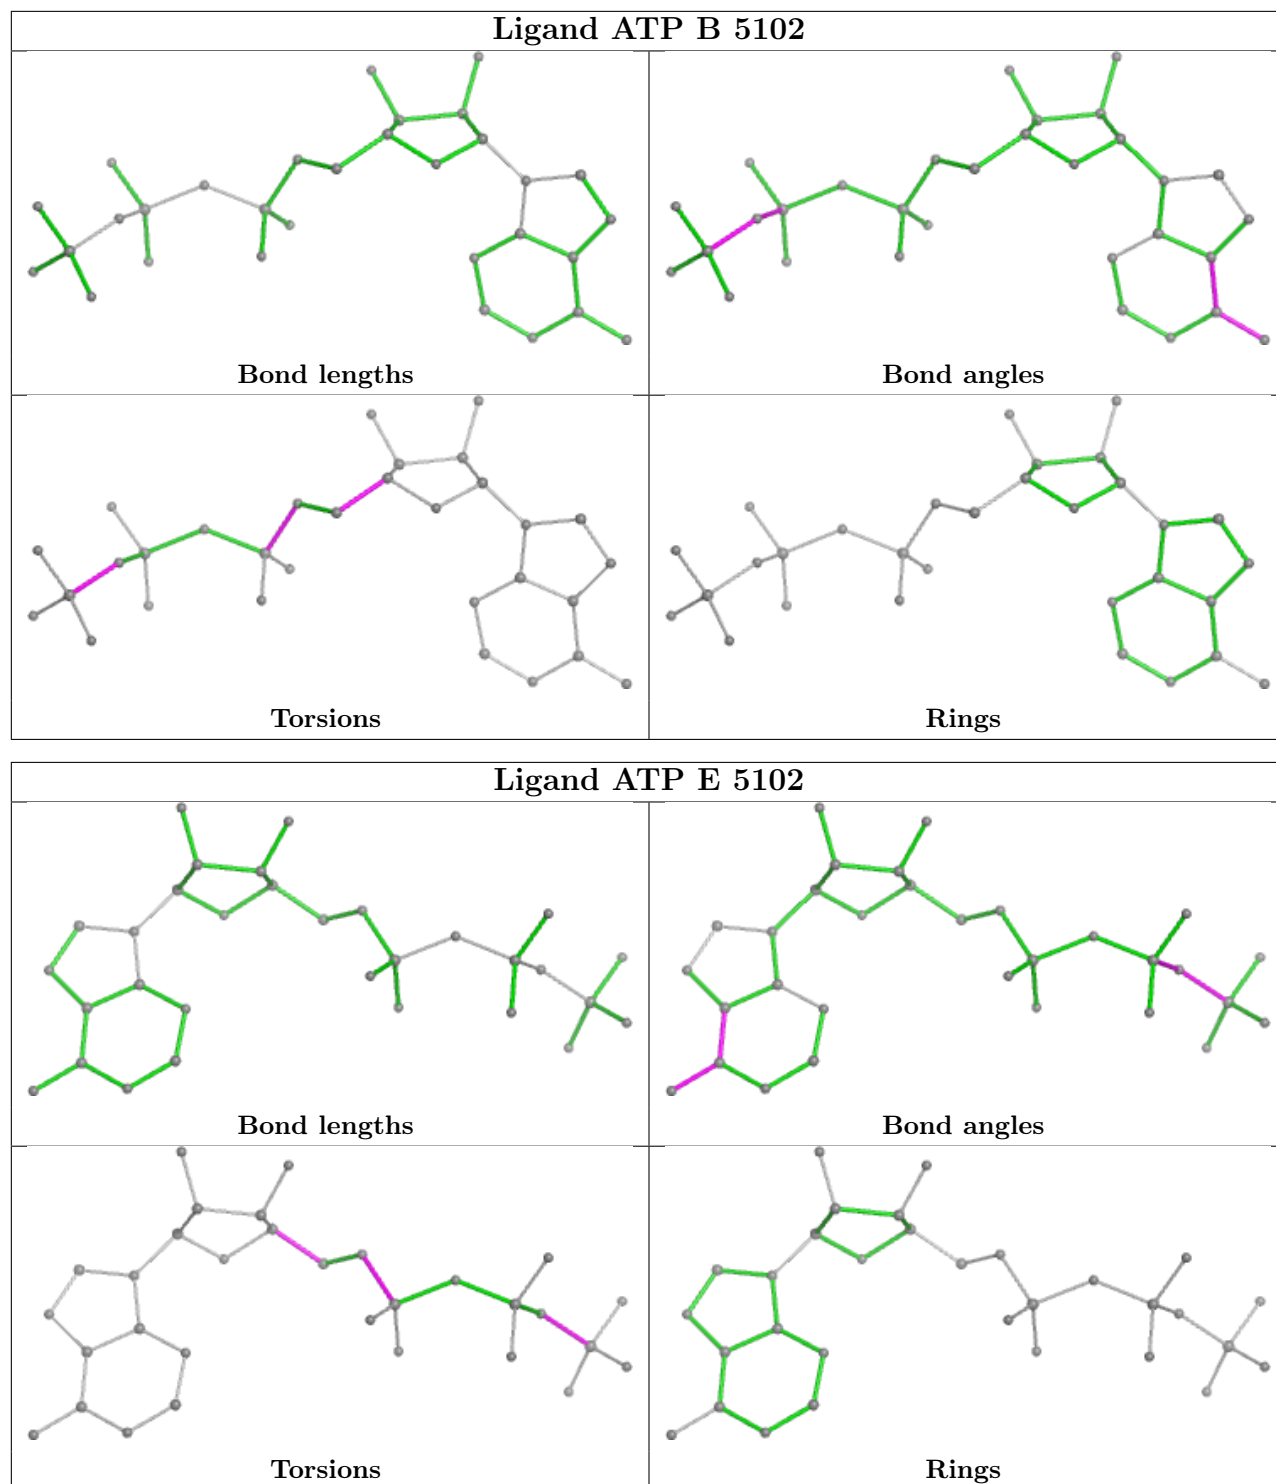 Ligand ATP B 5102
Bond lengths
Bond angles
Torsions
Rings
Ligand ATP E 5102
Bond lengths
Bond angles
Torsions
Rings